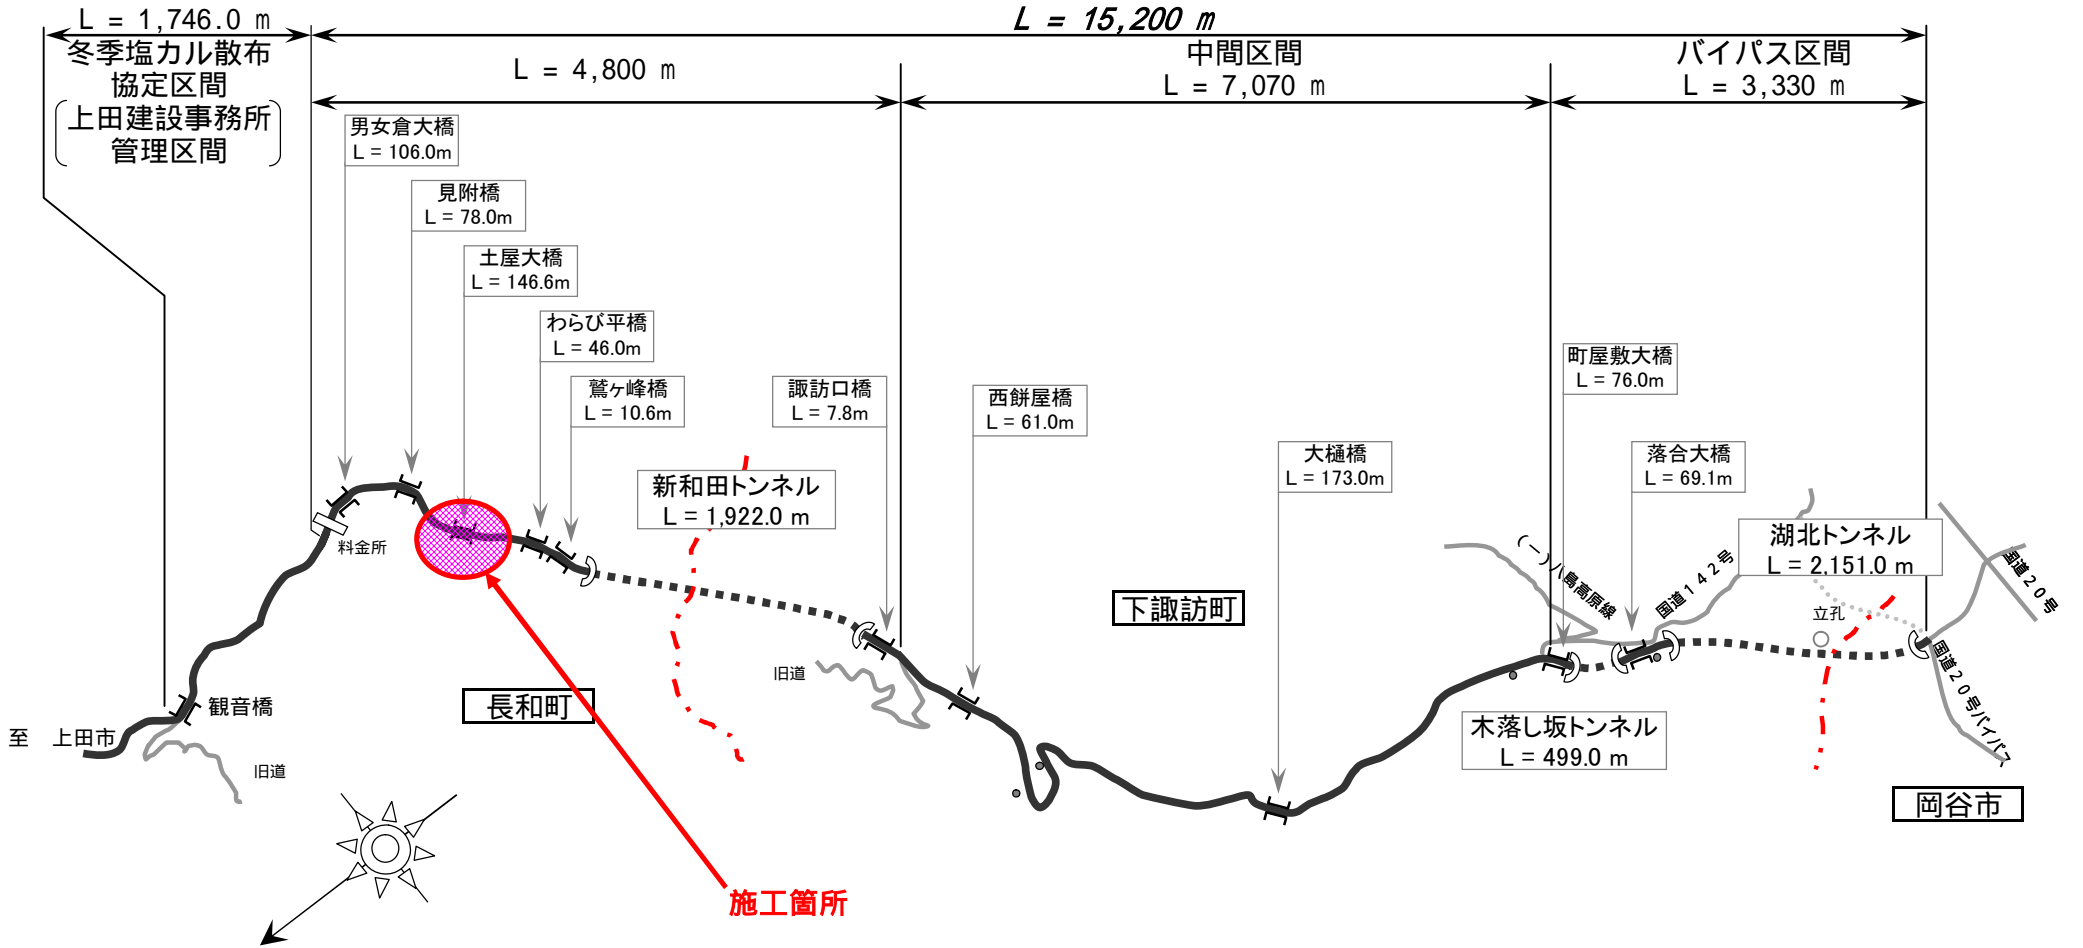 L = 1,746.0 ｍ
冬季塩カル散布
協定区間
上田建設事務所
管理区間
L = 15,200 ｍ
L = 4,800 ｍ
中間区間
L = 7,070 ｍ
バイパス区間
L = 3,330 ｍ
男女倉大橋
L = 106.0m
見附橋
L = 78.0m
土屋大橋
L = 146.6m
わらび平橋
L = 46.0m
鷲ヶ峰橋
L = 10.6m
諏訪口橋
L = 7.8m
西餅屋橋
L = 61.0m
大樋橋
L = 173.0m
町屋敷大橋
L = 76.0m
落合大橋
L = 69.1m
新和田トンネル
L = 1,922.0 m
湖北トンネル
L = 2,151.0 m
木落し坂トンネル
L = 499.0 m
料金所
観音橋
至　上田市
旧道
旧道
長和町
下諏訪町
岡谷市
(一)八島高原線
国道１４２号
立孔
国道２０号
国道２０号バイパス
施工箇所